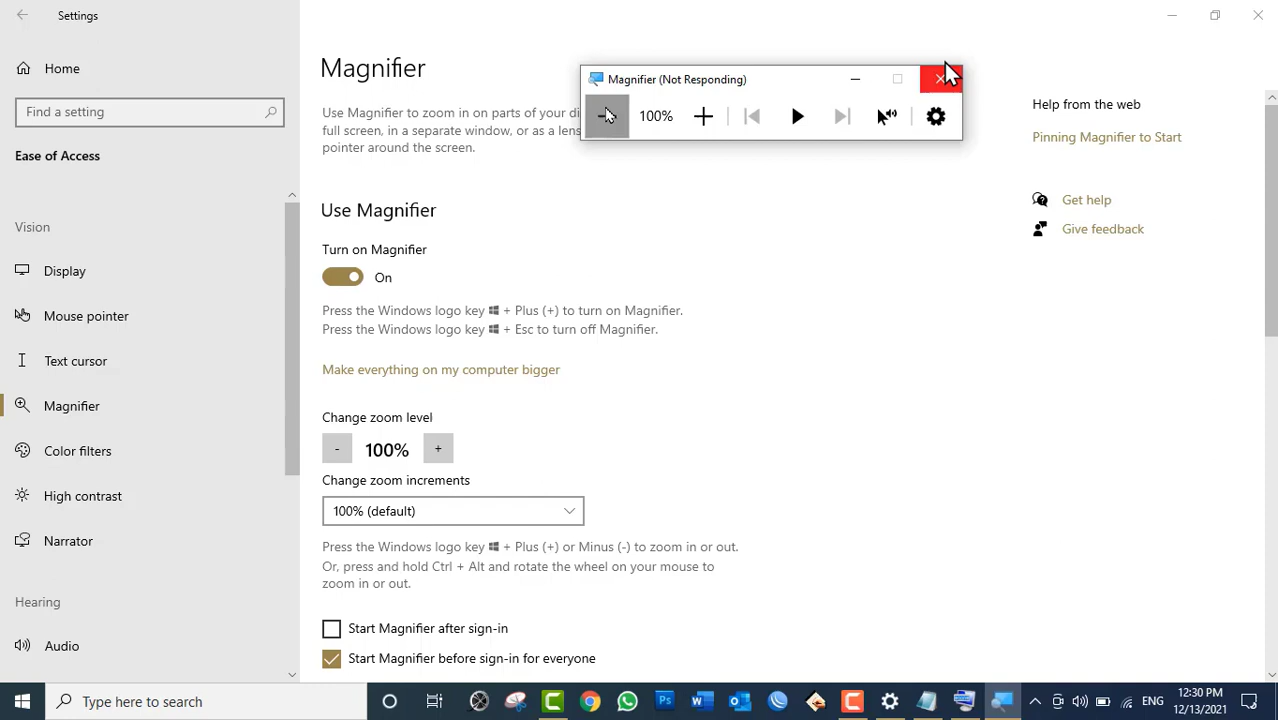 Settings
Home
Find a setting
Ease of Access
Vision
Display
Mouse pointer
Text cursor
Magnifier
Color filters
High contrast
Narrator
Hearing
Audio
Magnifier
Use Magnifier to zoom in on parts of your di
full screen, in a separate window, or as a lens
pointer around the screen.
Magnifier (Not Responding)
100%
Use Magnifier
Turn on Magnifier
On
Press the Windows logo key + Plus (+) to turn on Magnifier.
Press the Windows logo key + Esc to turn off Magnifier.
Make everything on my computer bigger
Change zoom level
- 100% +
Change zoom increments
100% (default)
Press the Windows logo key + Plus (+) or Minus (-) to zoom in or out.
Or, press and hold Ctrl + Alt and rotate the wheel on your mouse to
zoom in or out.
Start Magnifier after sign-in
Start Magnifier before sign-in for everyone
Help from the web
Pinning Magnifier to Start
Get help
Give feedback
Type here to search
ENG
12:30 PM
12/13/2021